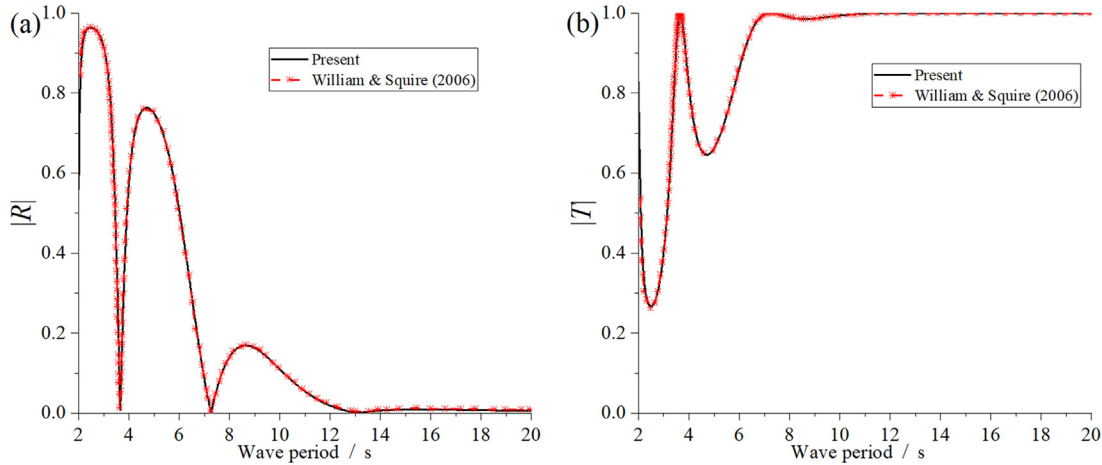 (a)
1.0
0.8
0.6
0.4
0.2
0.0
|R|
2 4 6 8 10 12 14 16 18 20
Wave period / s
Present
William & Squire (2006)
(b)
1.0
0.8
0.6
0.4
0.2
0.0
|T|
2 4 6 8 10 12 14 16 18 20
Wave period / s
Present
William & Squire (2006)